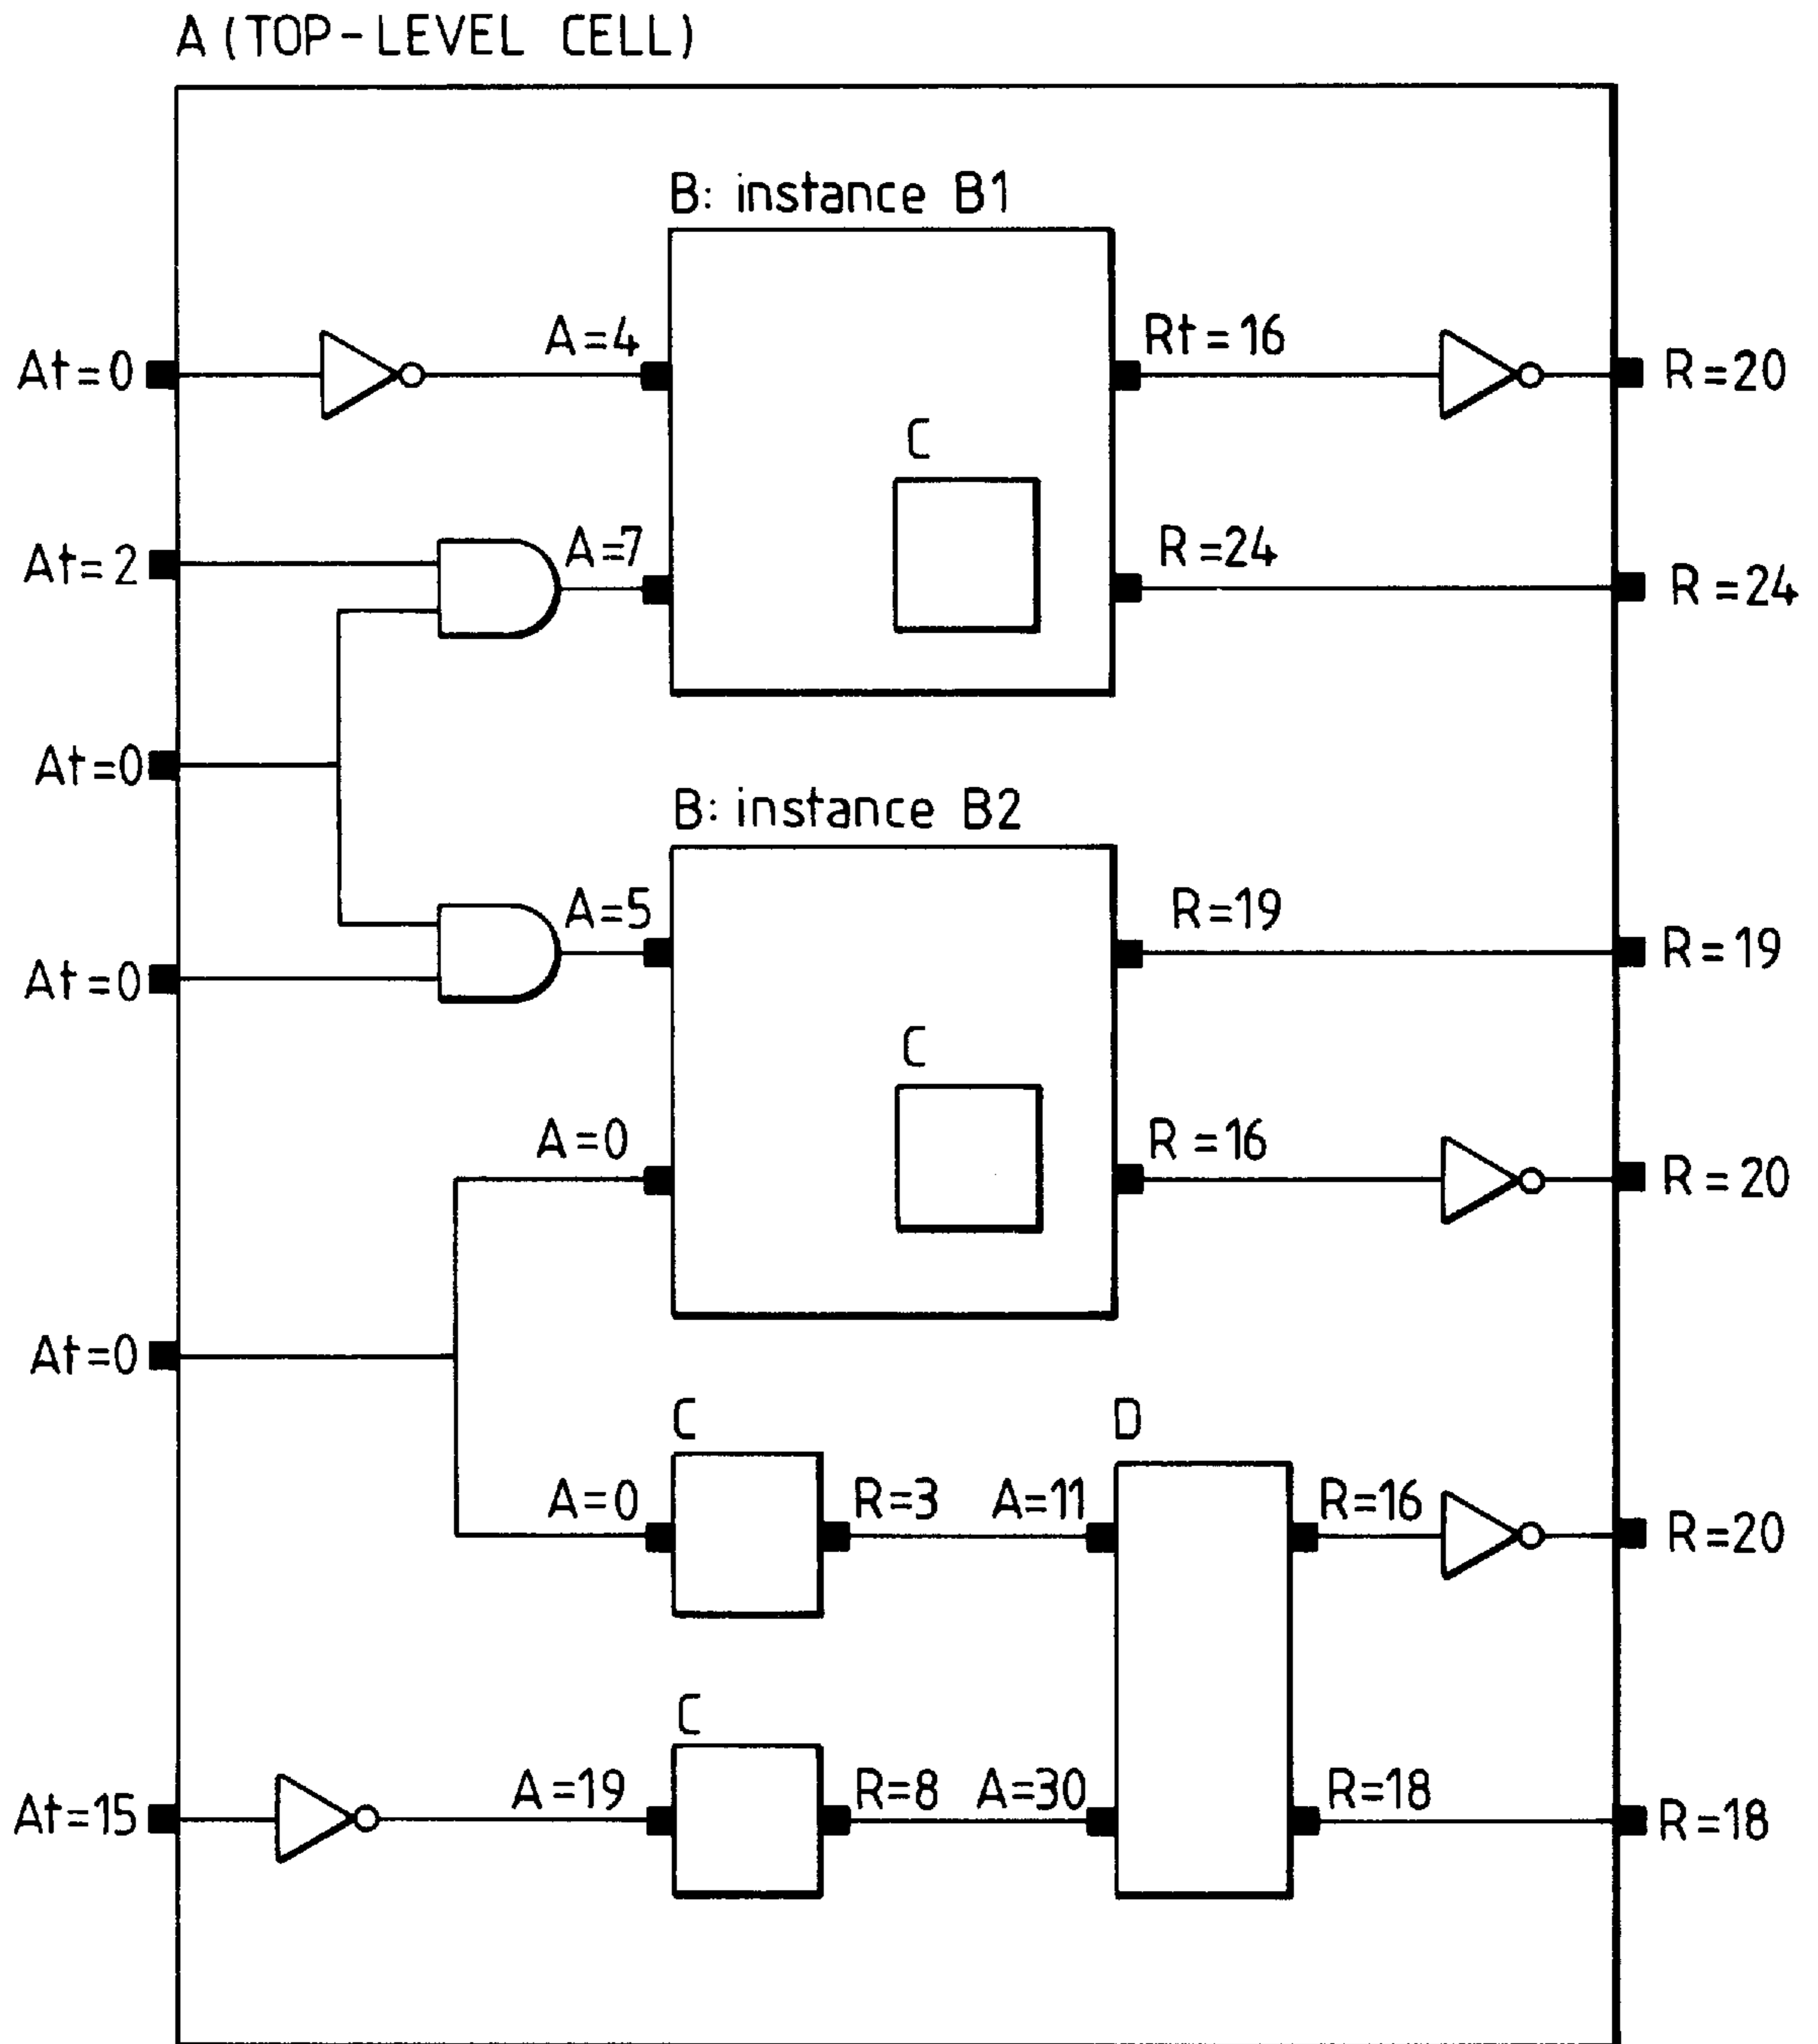 A (TOP-LEVEL CELL)
B: instance B1
At=0
A=4
Rt=16
R=20
C
At=2
A=7
R=24
R=24
At=0
B: instance B2
A=5
R=19
At=0
R=19
C
A=0
R=16
R=20
At=0
C
D
A=0
R=3
A=11
R=16
R=20
C
At=15
A=19
R=8
A=30
R=18
R=18